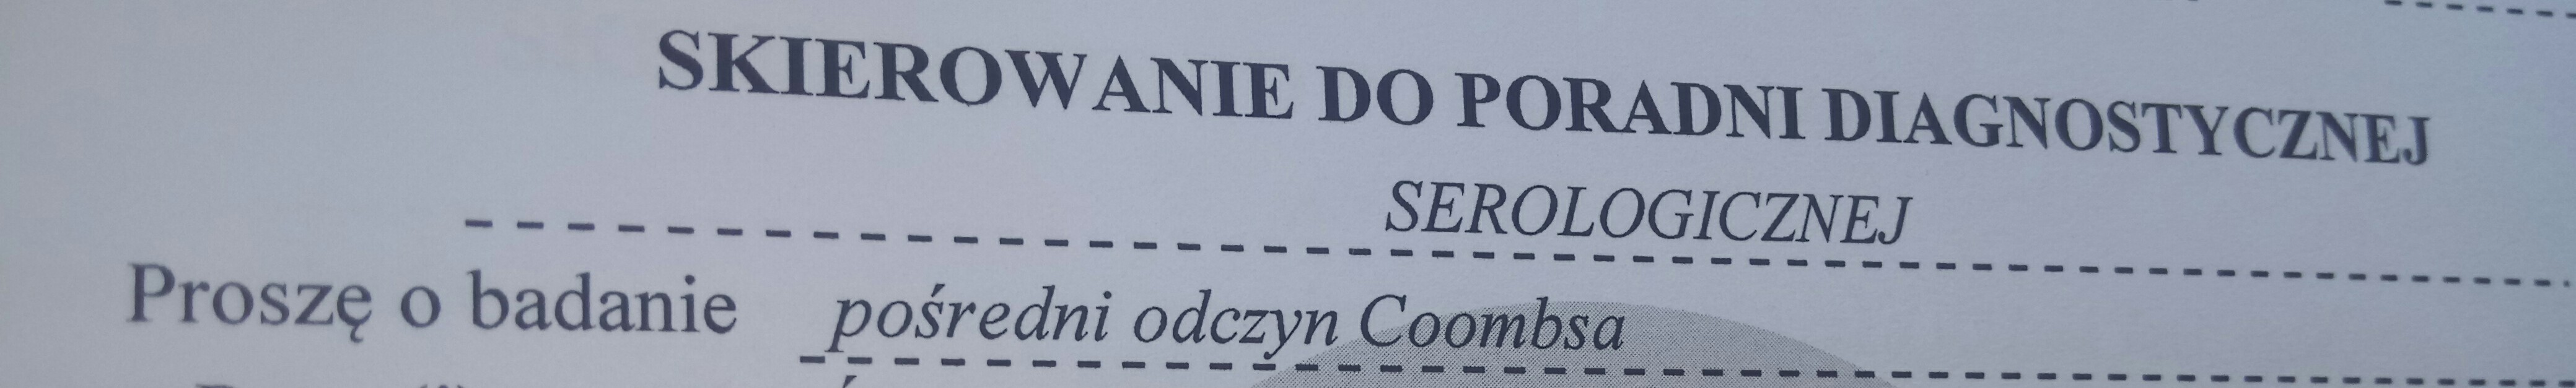 SKIEROWANIE DO PORADNI DIAGNOSTYCZNEJ
SEROLOGICZNEJ
Proszę o badanie pośredni odczyn Coombsa